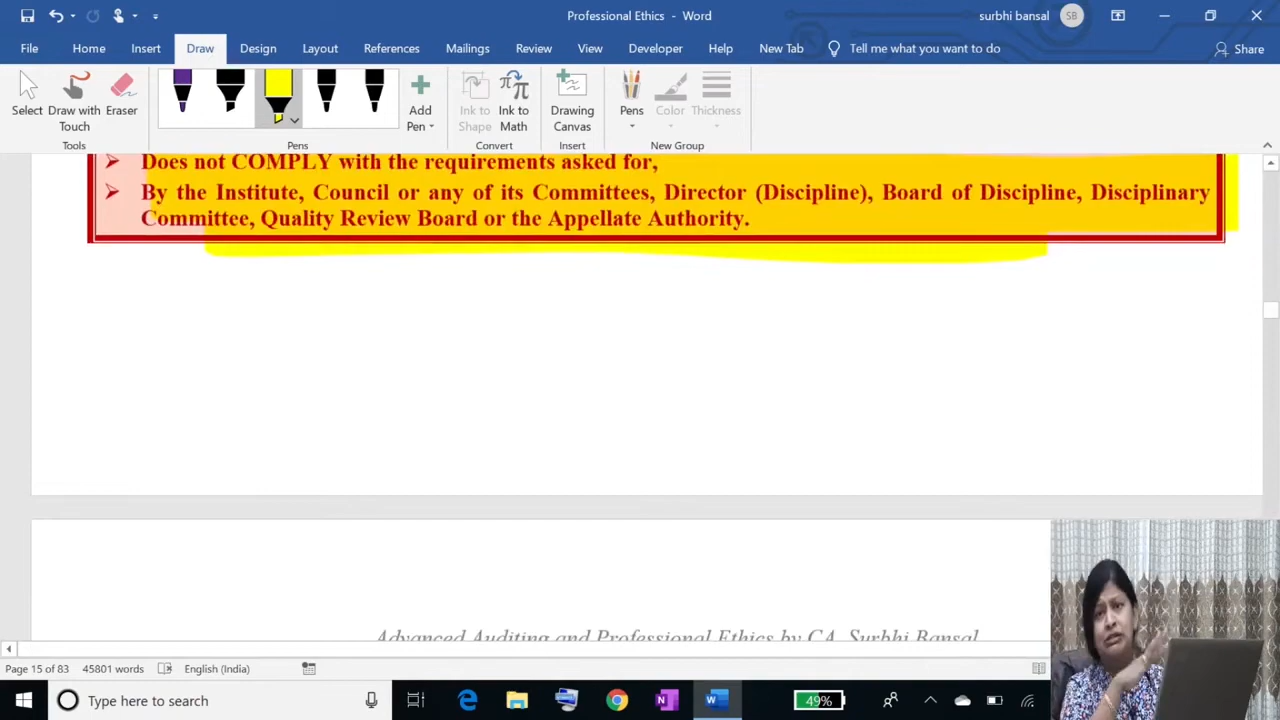 Professional Ethics - Word
surbhi bansal SB
File Home Insert Draw Design Layout References Mailings Review View Developer Help New Tab Tell me what you want to do Share
Select Draw with Touch Eraser
Add Pen
Ink to Shape Ink to Math
Drawing Canvas
Pens Color Thickness
Tools Pens Convert Insert New Group
➢ Does not COMPLY with the requirements asked for,
➢ By the Institute, Council or any of its Committees, Director (Discipline), Board of Discipline, Disciplinary
Committee, Quality Review Board or the Appellate Authority.
Advanced Auditing and Professional Ethics by CA. Surbhi Bansal
Page 15 of 83 45801 words English (India)
Type here to search
49%